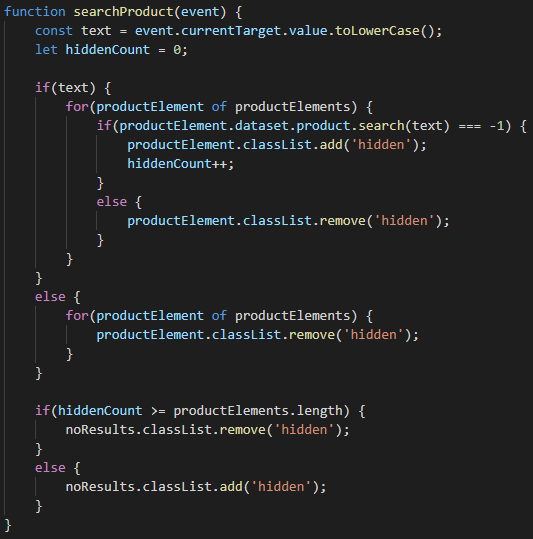 function searchProduct(event) {
    const text = event.currentTarget.value.toLowerCase();
    let hiddenCount = 0;

    if(text) {
        for(productElement of productElements) {
            if(productElement.dataset.product.search(text) === -1) {
                productElement.classList.add('hidden');
                hiddenCount++;
            }
            else {
                productElement.classList.remove('hidden');
            }
        }
    }
    else {
        for(productElement of productElements) {
            productElement.classList.remove('hidden');
        }
    }

    if(hiddenCount >= productElements.length) {
        noResults.classList.remove('hidden');
    }
    else {
        noResults.classList.add('hidden');
    }
}